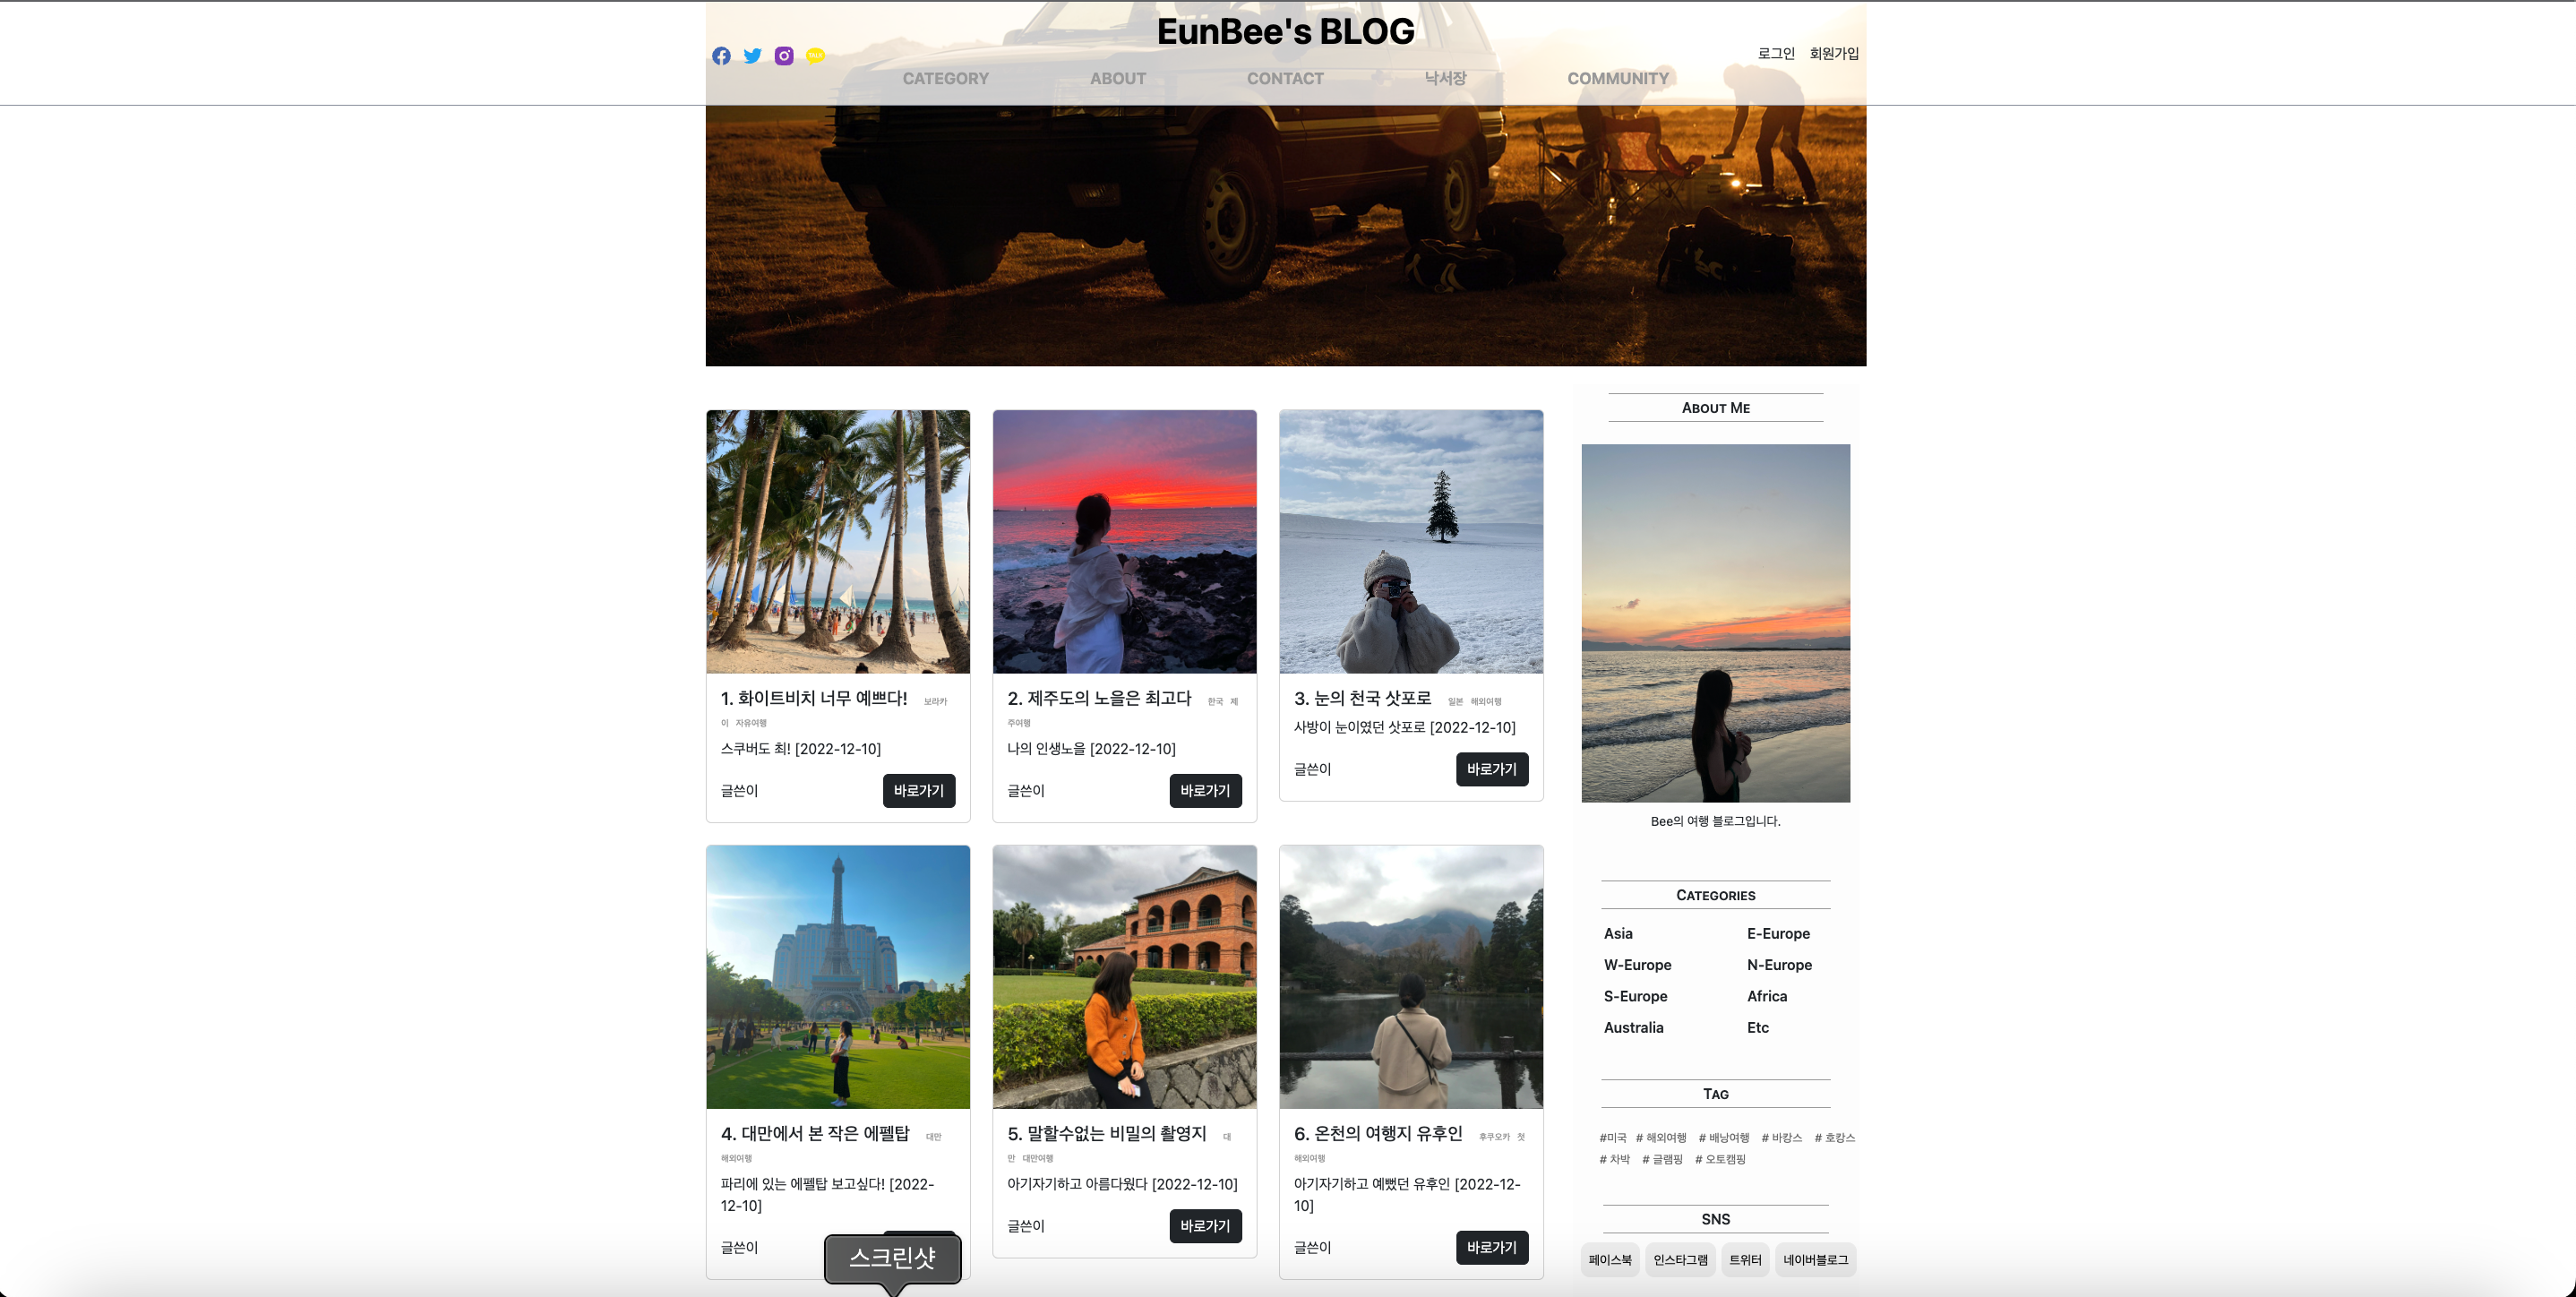 EunBee's BLOG
로그인 회원가입
CATEGORY ABOUT CONTACT 낙서장 COMMUNITY
1. 화이트비치 너무 예쁘다! 보라카
이 자유여행
스쿠버도 최! [2022-12-10]
글쓴이 바로가기
2. 제주도의 노을은 최고다 한국 제
주여행
나의 인생노을 [2022-12-10]
글쓴이 바로가기
3. 눈의 천국 삿포로 일본 해외여행
사방이 눈이였던 삿포로 [2022-12-10]
글쓴이 바로가기
4. 대만에서 본 작은 에펠탑 대만
해외여행
파리에 있는 에펠탑 보고싶다! [2022-
12-10]
글쓴이
5. 말할수없는 비밀의 촬영지 대
만 대만여행
아기자기하고 아름다웠다 [2022-12-10]
글쓴이 바로가기
6. 온천의 여행지 유후인 후쿠오카 첫
해외여행
아기자기하고 예뻤던 유후인 [2022-12-
10]
글쓴이 바로가기
About Me
Bee의 여행 블로그입니다.
Categories
Asia E-Europe
W-Europe N-Europe
S-Europe Africa
Australia Etc
Tag
#미국 # 해외여행 # 배낭여행 # 바캉스 # 호캉스
# 차박 # 글램핑 # 오토캠핑
SNS
페이스북 인스타그램 트위터 네이버블로그
스크린샷